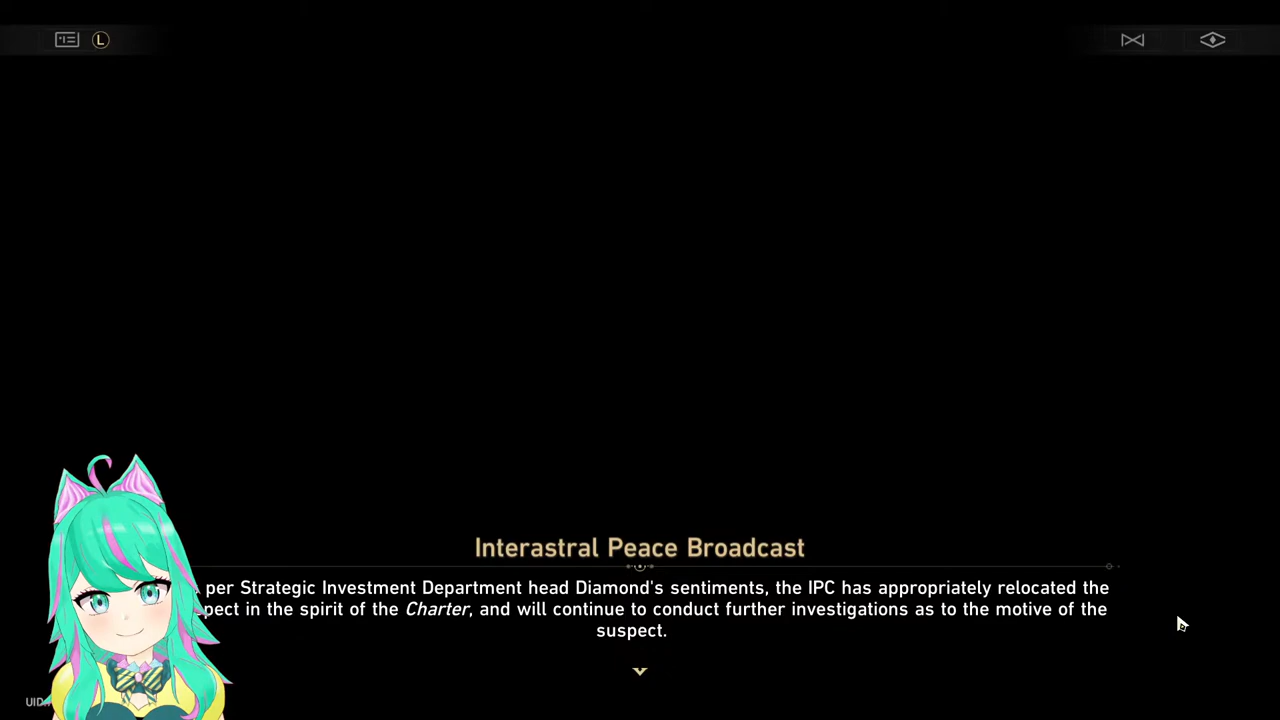 L
Interastral Peace Broadcast
per Strategic Investment Department head Diamond's sentiments, the IPC has appropriately relocated the
in the spirit of the Charter, and will continue to conduct further investigations as to the motive of the
suspect.
UID